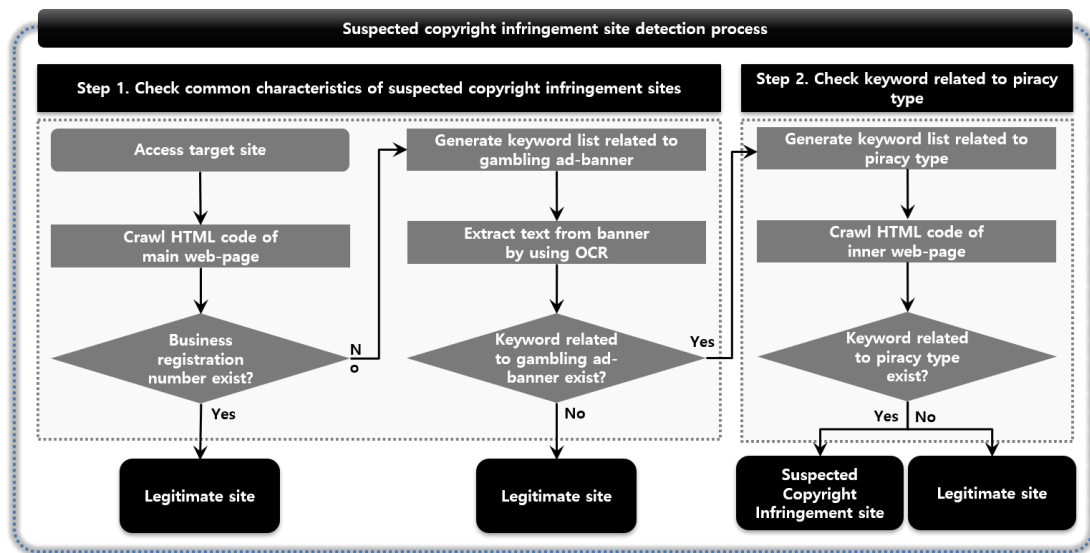 Suspected copyright infringement site detection process
Step 1. Check common characteristics of suspected copyright infringement sites
Access target site
Crawl HTML code of
main web-page
Business
registration
number exist?
N
o
Yes
Legitimate site
Generate keyword list related to
gambling ad-banner
Extract text from banner
by using OCR
Keyword related
to gambling ad-
banner exist?
Yes
No
Legitimate site
Step 2. Check keyword related to piracy
type
Generate keyword list related to
piracy type
Crawl HTML code of
inner web-page
Keyword related
to piracy type
exist?
Yes
No
Suspected
Copyright
Infringement site
Legitimate site